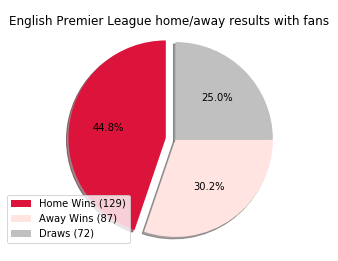 English Premier League home/away results with fans
25.0%
44.8%
30.2%
Home Wins (129)
Away Wins (87)
Draws (72)